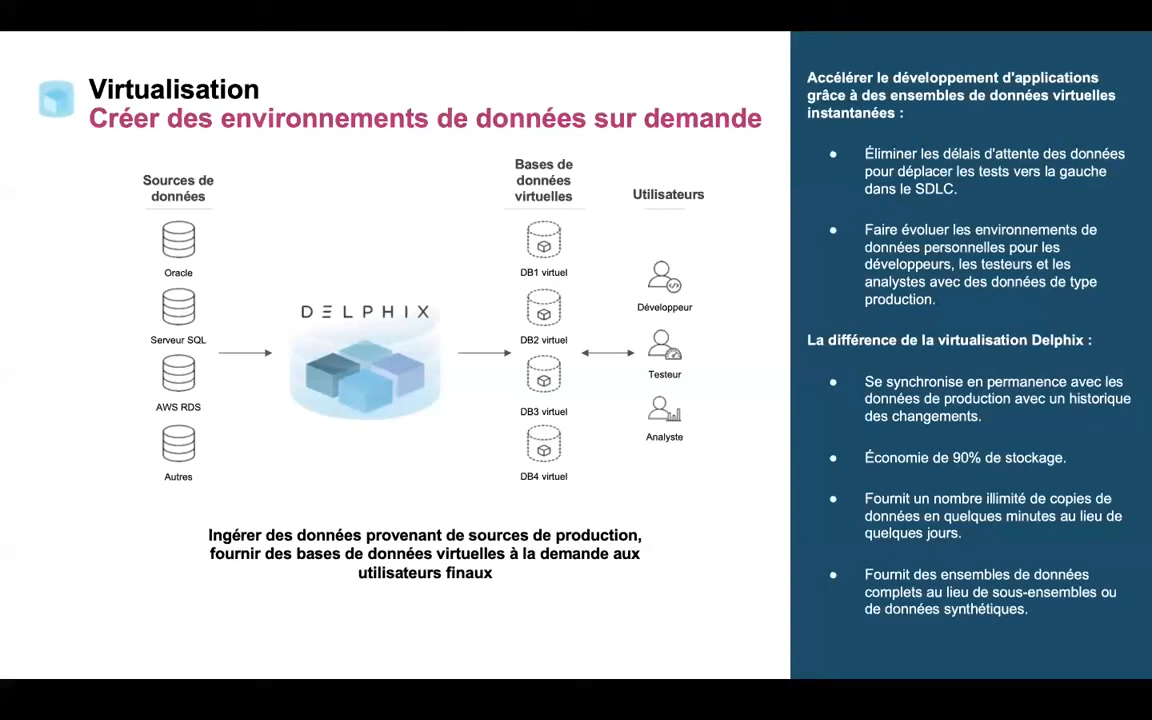 Virtualisation
Créer des environnements de données sur demande
Sources de
données
Oracle
Serveur SQL
AWS RDS
Autres
DELPHIX
Bases de
données
virtuelles
DB1 virtuel
DB2 virtuel
DB3 virtuel
DB4 virtuel
Utilisateurs
Développeur
Testeur
Analyste
Ingérer des données provenant de sources de production,
fournir des bases de données virtuelles à la demande aux
utilisateurs finaux
Accélérer le développement d'applications
grâce à des ensembles de données virtuelles
instantanées :
● Éliminer les délais d'attente des données
pour déplacer les tests vers la gauche
dans le SDLC.
● Faire évoluer les environnements de
données personnelles pour les
développeurs, les testeurs et les
analystes avec des données de type
production.
La différence de la virtualisation Delphix :
● Se synchronise en permanence avec les
données de production avec un historique
des changements.
● Économie de 90% de stockage.
● Fournit un nombre illimité de copies de
données en quelques minutes au lieu de
quelques jours.
● Fournit des ensembles de données
complets au lieu de sous-ensembles ou
de données synthétiques.